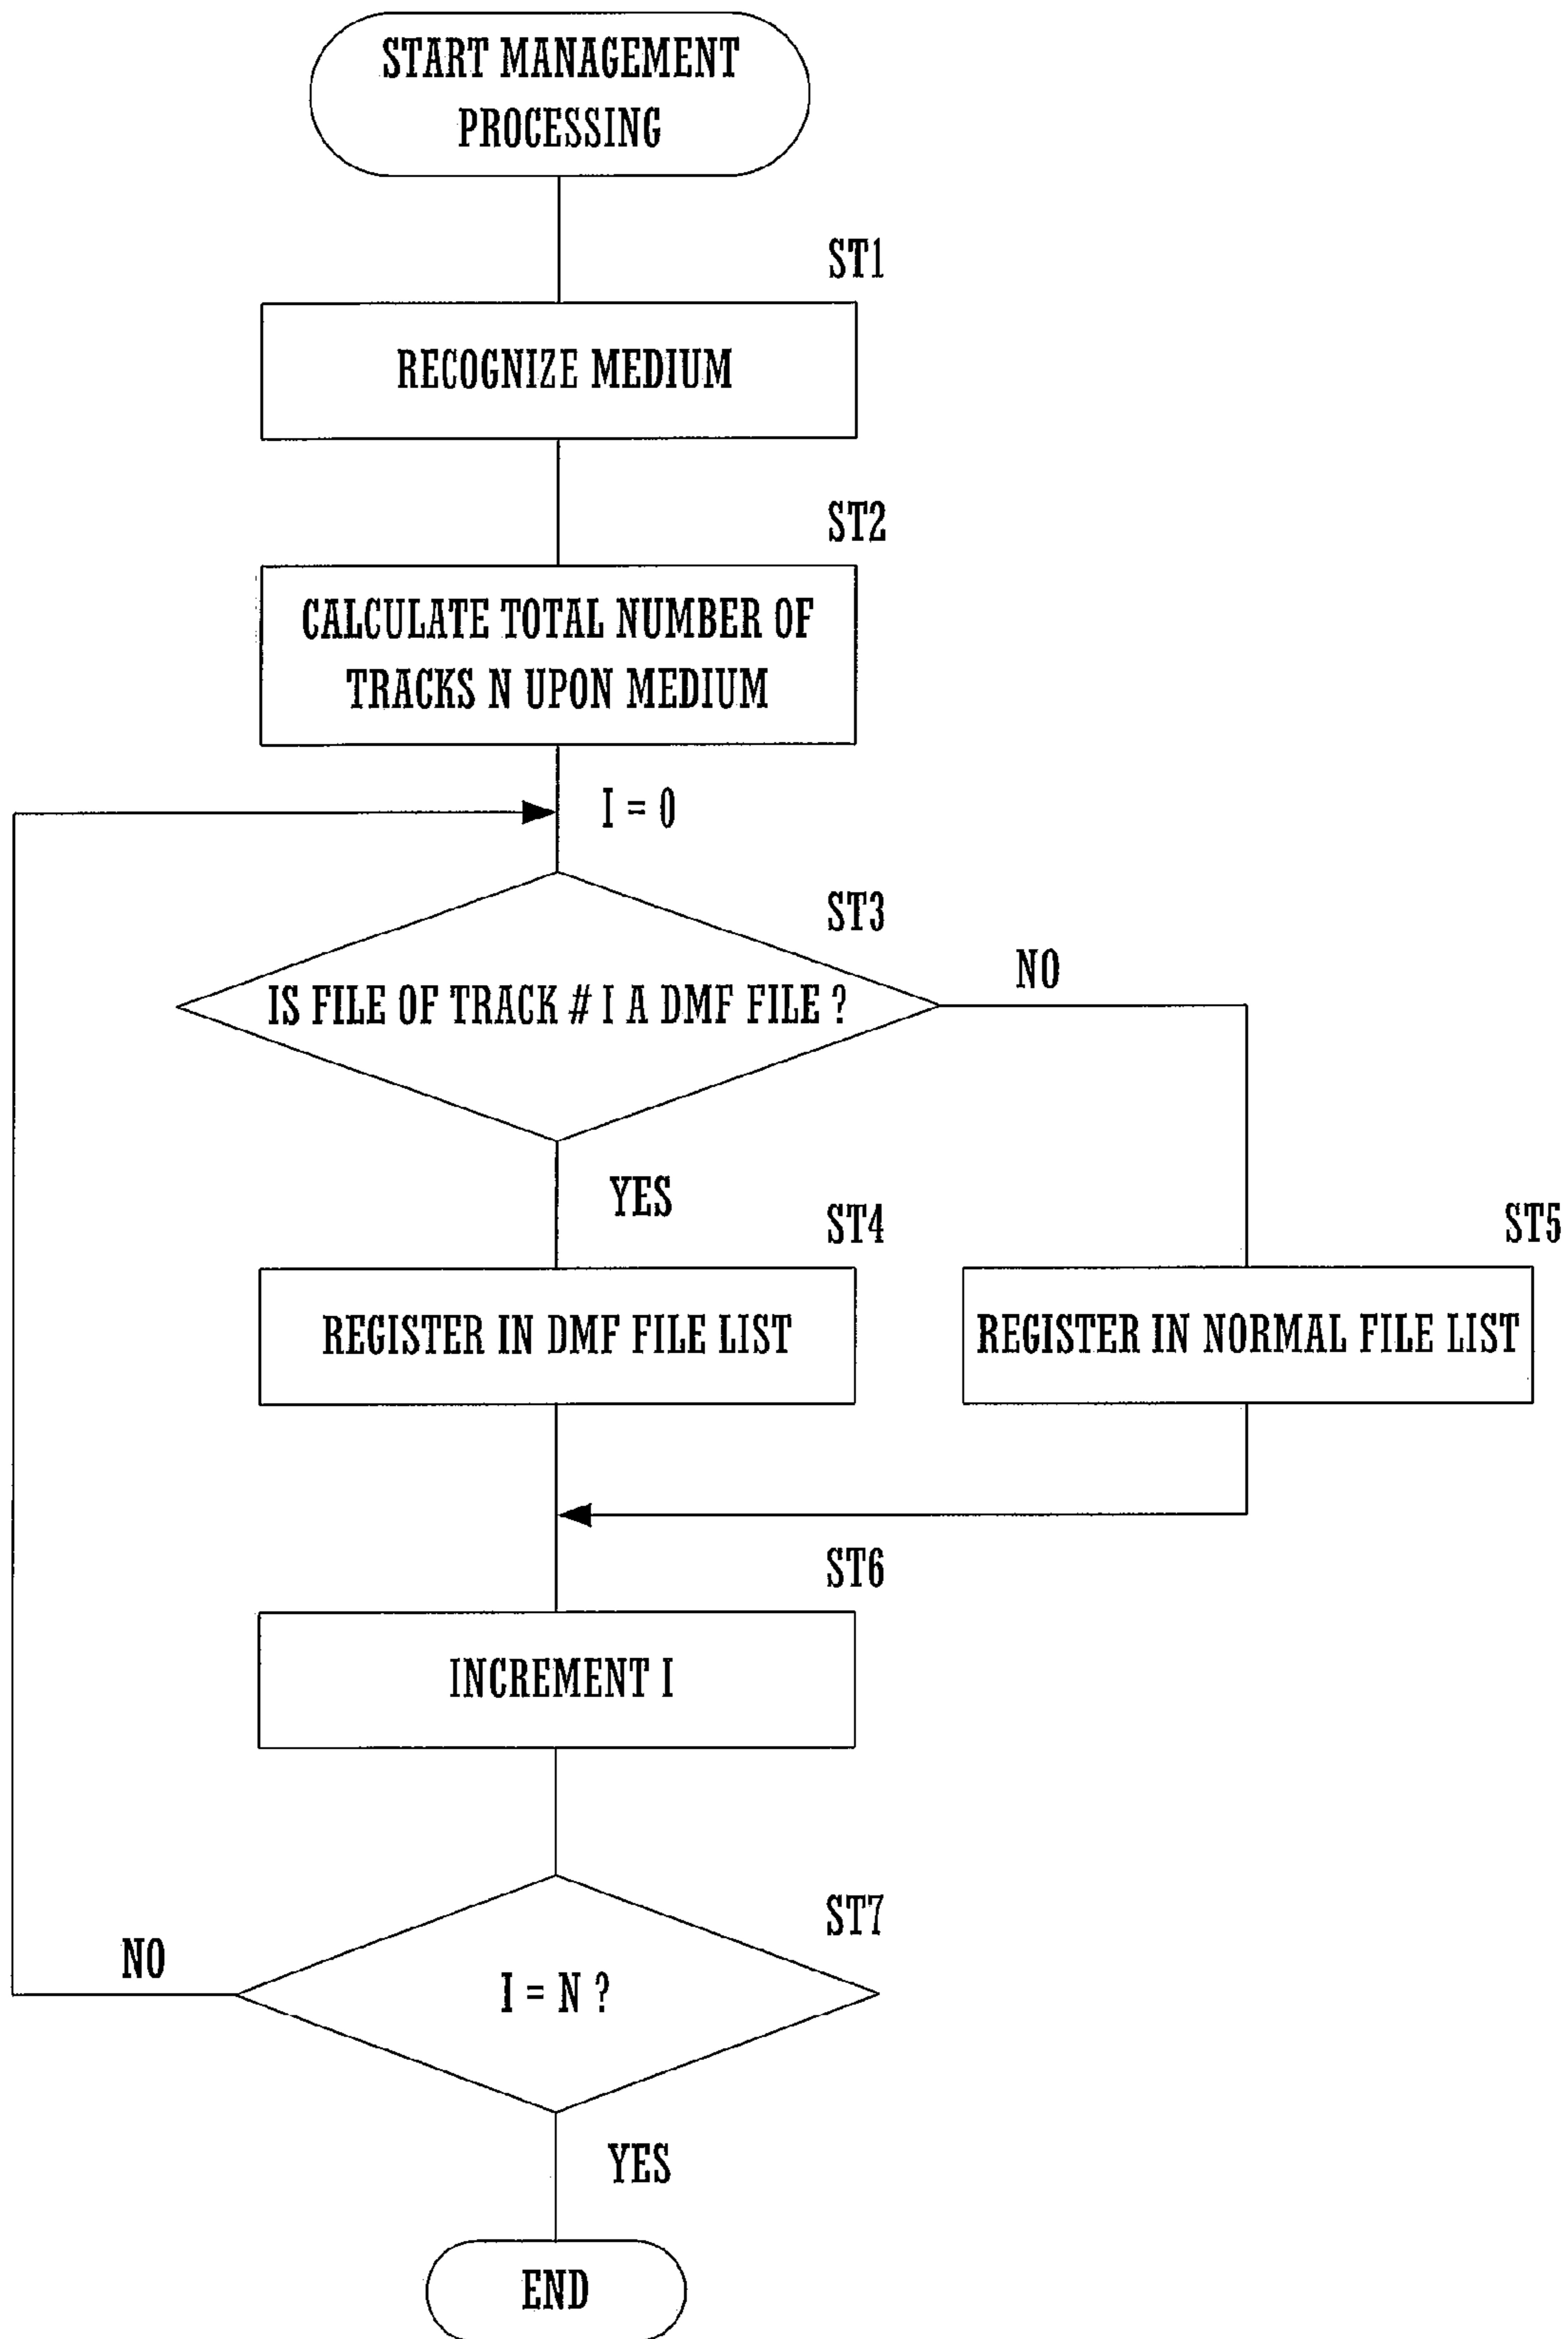 START MANAGEMENT
PROCESSING
ST1
RECOGNIZE MEDIUM
ST2
CALCULATE TOTAL NUMBER OF
TRACKS N UPON MEDIUM
I = 0
ST3
IS FILE OF TRACK # I A DMF FILE ?
NO
YES
ST4
REGISTER IN DMF FILE LIST
ST5
REGISTER IN NORMAL FILE LIST
ST6
INCREMENT I
ST7
I = N ?
NO
YES
END